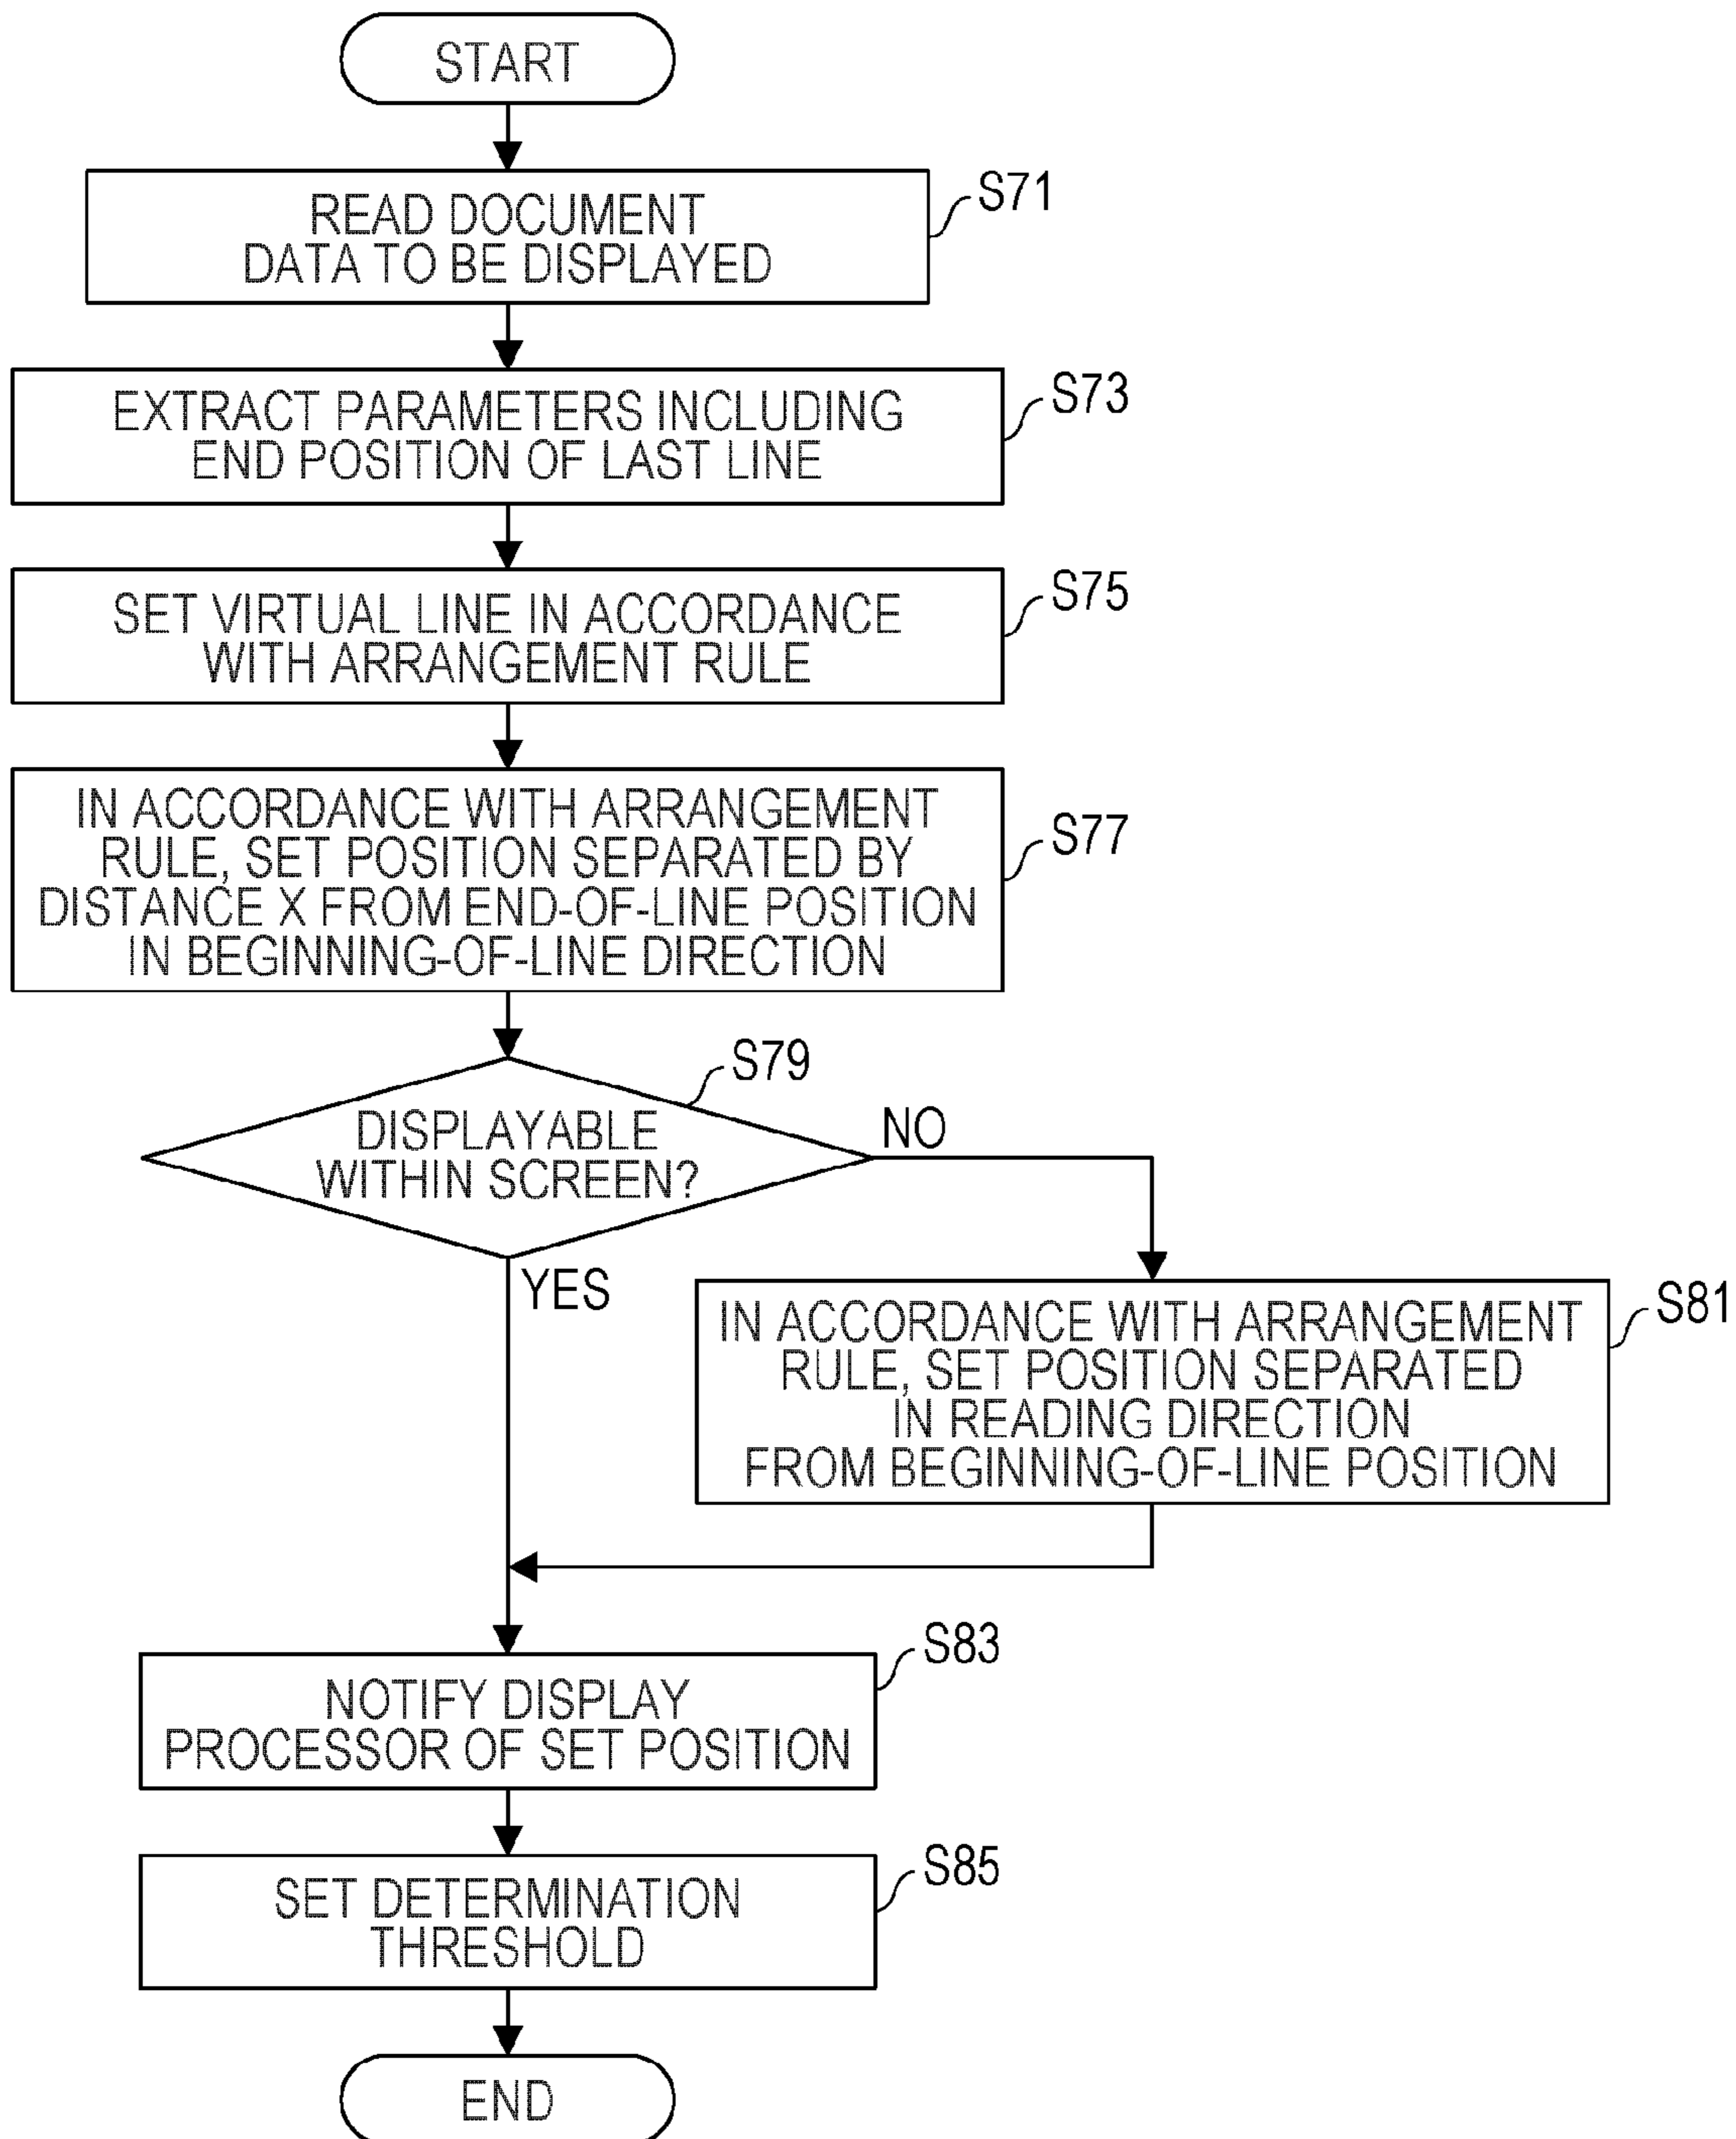 START
READ DOCUMENT
DATA TO BE DISPLAYED
S71
EXTRACT PARAMETERS INCLUDING
END POSITION OF LAST LINE
S73
SET VIRTUAL LINE IN ACCORDANCE
WITH ARRANGEMENT RULE
S75
IN ACCORDANCE WITH ARRANGEMENT
RULE, SET POSITION SEPARATED BY
DISTANCE X FROM END-OF-LINE POSITION
IN BEGINNING-OF-LINE DIRECTION
S77
DISPLAYABLE
WITHIN SCREEN?
S79
NO
YES
IN ACCORDANCE WITH ARRANGEMENT
RULE, SET POSITION SEPARATED
IN READING DIRECTION
FROM BEGINNING-OF-LINE POSITION
S81
NOTIFY DISPLAY
PROCESSOR OF SET POSITION
S83
SET DETERMINATION
THRESHOLD
S85
END